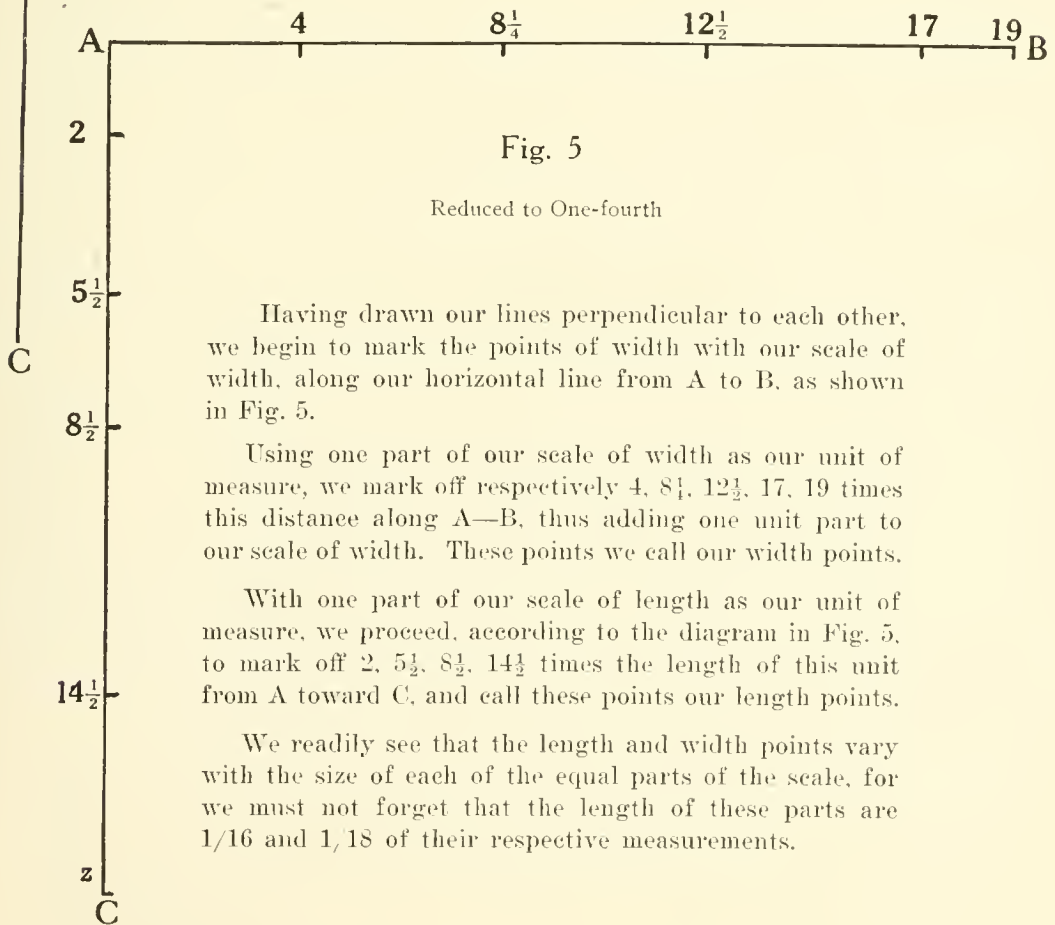 4 8¼ 12½ 17 19
A B
2
Fig. 5
Reduced to One-fourth
5½
C
8½
14½
z
C
Having drawn our lines perpendicular to each other,
we begin to mark the points of width with our scale of
width, along our horizontal line from A to B, as shown
in Fig. 5.
Using one part of our scale of width as our unit of
measure, we mark off respectively 4, 8¼, 12½, 17, 19 times
this distance along A—B, thus adding one unit part to
our scale of width. These points we call our width points.
With one part of our scale of length as our unit of
measure, we proceed, according to the diagram in Fig. 5,
to mark off 2, 5½, 8½, 14½ times the length of this unit
from A toward C, and call these points our length points.
We readily see that the length and width points vary
with the size of each of the equal parts of the scale, for
we must not forget that the length of these parts are
1/16 and 1/18 of their respective measurements.